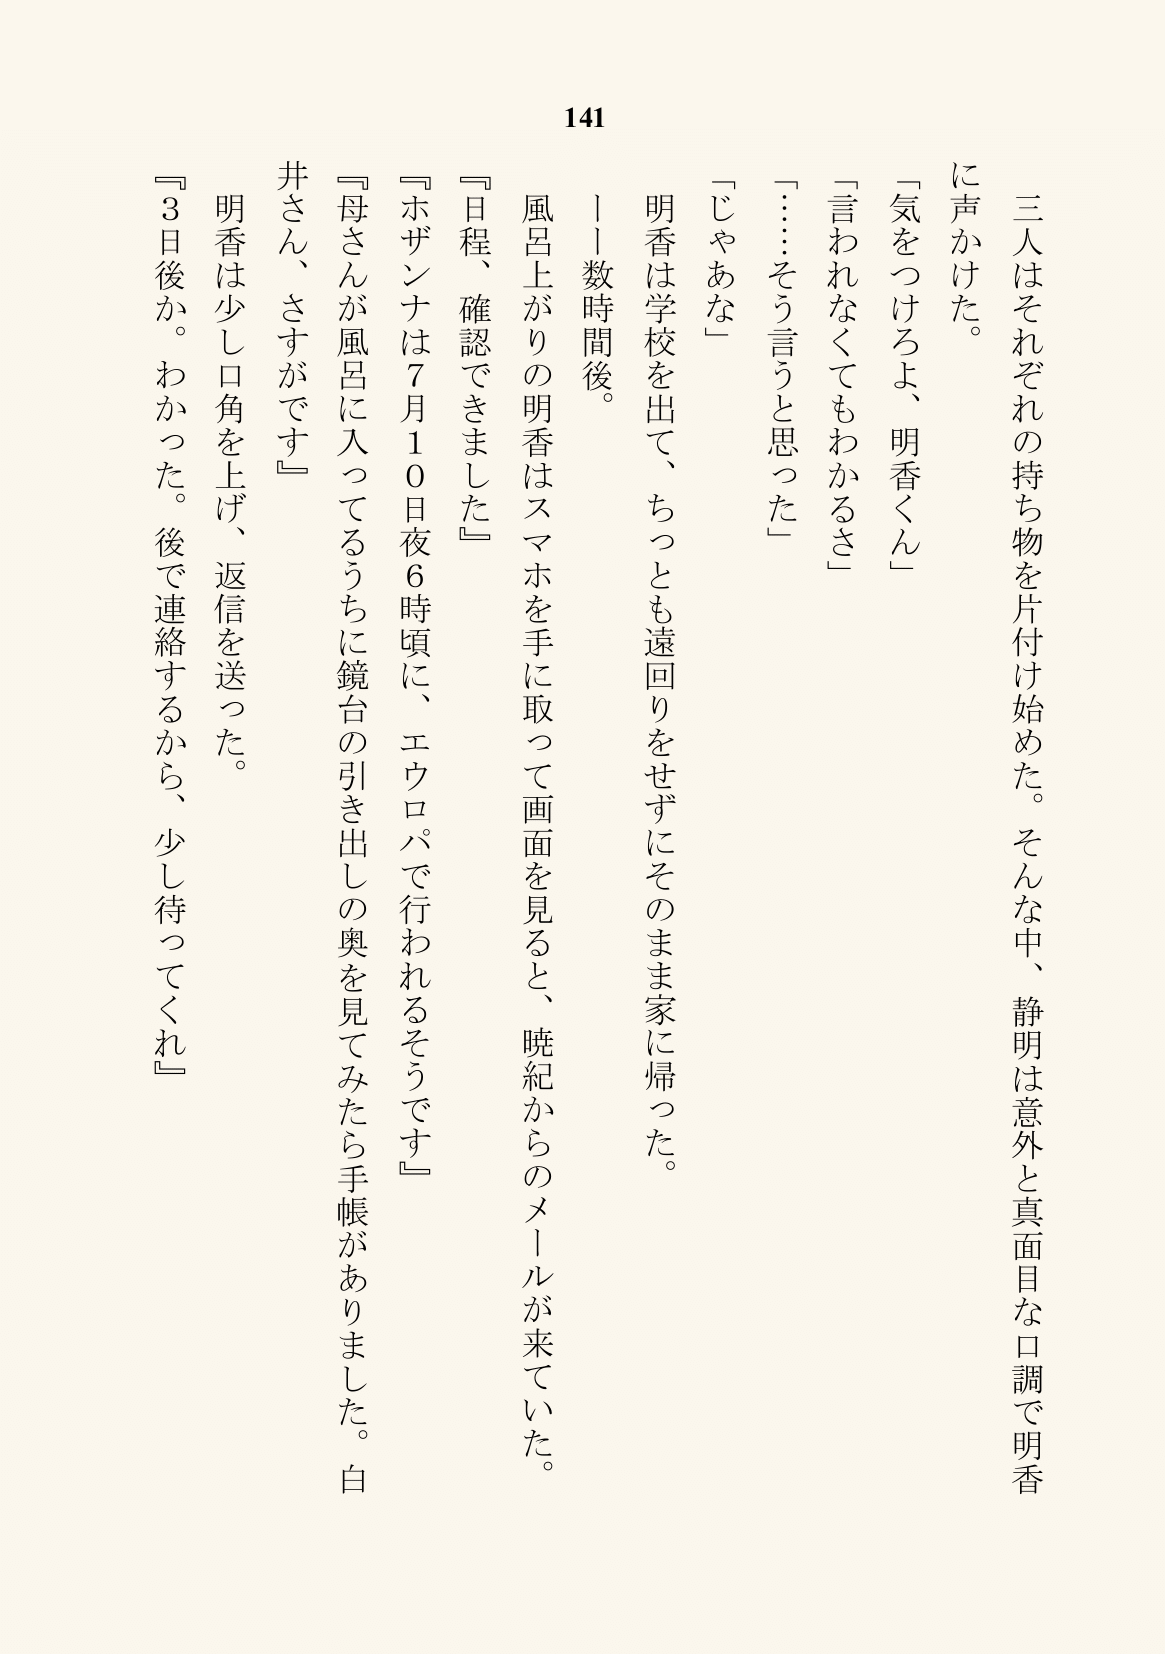 141
　三人はそれぞれの持ち物を片付け始めた。そんな中、静明は意外と真面目な口調で明香
に声かけた。
「気をつけろよ、明香くん」
「言われなくてもわかるさ」
「……そう言うと思った」
「じゃあな」
　明香は学校を出て、ちっとも遠回りをせずにそのまま家に帰った。
　ーー数時間後。
　風呂上がりの明香はスマホを手に取って画面を見ると、暁紀からのメールが来ていた。
『日程、確認できました』
『ホザンナは７月１０日夜６時頃に、エウロパで行われるそうです』
『母さんが風呂に入ってるうちに鏡台の引き出しの奥を見てみたら手帳がありました。白
井さん、さすがです』
　明香は少し口角を上げ、返信を送った。
『３日後か。わかった。後で連絡するから、少し待ってくれ』